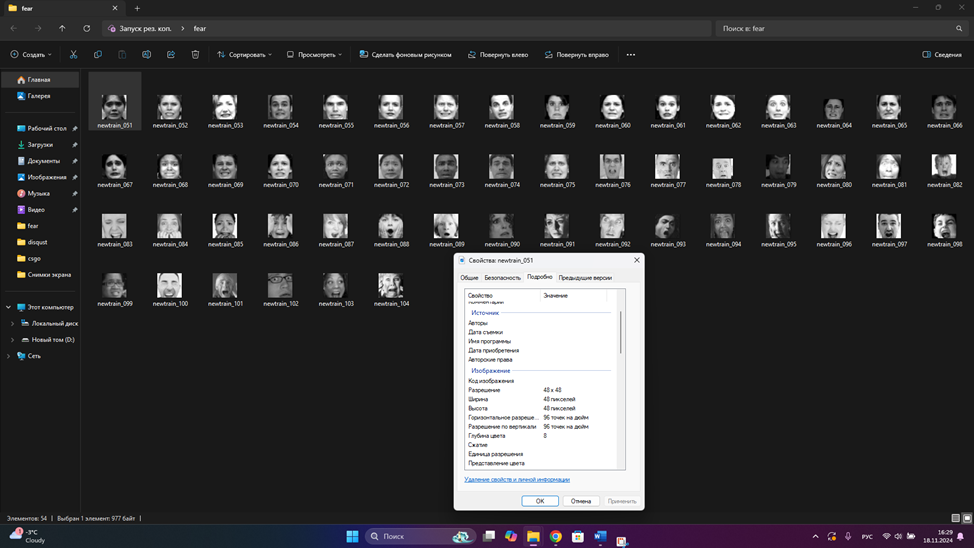 fear
Запуск рез. коп. > fear
Поиск в: fear
Создать
Сортировать
Просмотреть
Сделать фоновым рисунком
Повернуть влево
Повернуть вправо
Сведения
Главная
Галерея
Рабочий стол
Загрузки
Документы
Изображения
Музыка
Видео
fear
disqust
csgo
Снимки экрана
Этот компьютер
Локальный диск
Новый том (D:)
Сеть
newtrain_051 newtrain_052 newtrain_053 newtrain_054 newtrain_055 newtrain_056 newtrain_057 newtrain_058 newtrain_059 newtrain_060 newtrain_061 newtrain_062 newtrain_063 newtrain_064 newtrain_065 newtrain_066
newtrain_067 newtrain_068 newtrain_069 newtrain_070 newtrain_071 newtrain_072 newtrain_073 newtrain_074 newtrain_075 newtrain_076 newtrain_077 newtrain_078 newtrain_079 newtrain_080 newtrain_081 newtrain_082
newtrain_083 newtrain_084 newtrain_085 newtrain_086 newtrain_087 newtrain_088 newtrain_089 newtrain_090 newtrain_091 newtrain_092 newtrain_093 newtrain_094 newtrain_095 newtrain_096 newtrain_097 newtrain_098
newtrain_099 newtrain_100 newtrain_101 newtrain_102 newtrain_103 newtrain_104
Свойства: newtrain_051
Общие Безопасность Подробно Предыдущие версии
Свойство Значение
Комментарии
Источник
Авторы
Дата съемки
Имя программы
Дата приобретения
Авторские права
Изображение
Код изображения
Разрешение 48 x 48
Ширина 48 пикселей
Высота 48 пикселей
Горизонтальное разреше... 96 точек на дюйм
Разрешение по вертикали 96 точек на дюйм
Глубина цвета 8
Сжатие
Единица разрешения
Представление цвета
Удаление свойств и личной информации
ОК Отмена Применить
Элементов: 54 | Выбран 1 элемент: 977 байт |
-3°C
Облачно
Поиск
РУС
16:29
18.11.2024